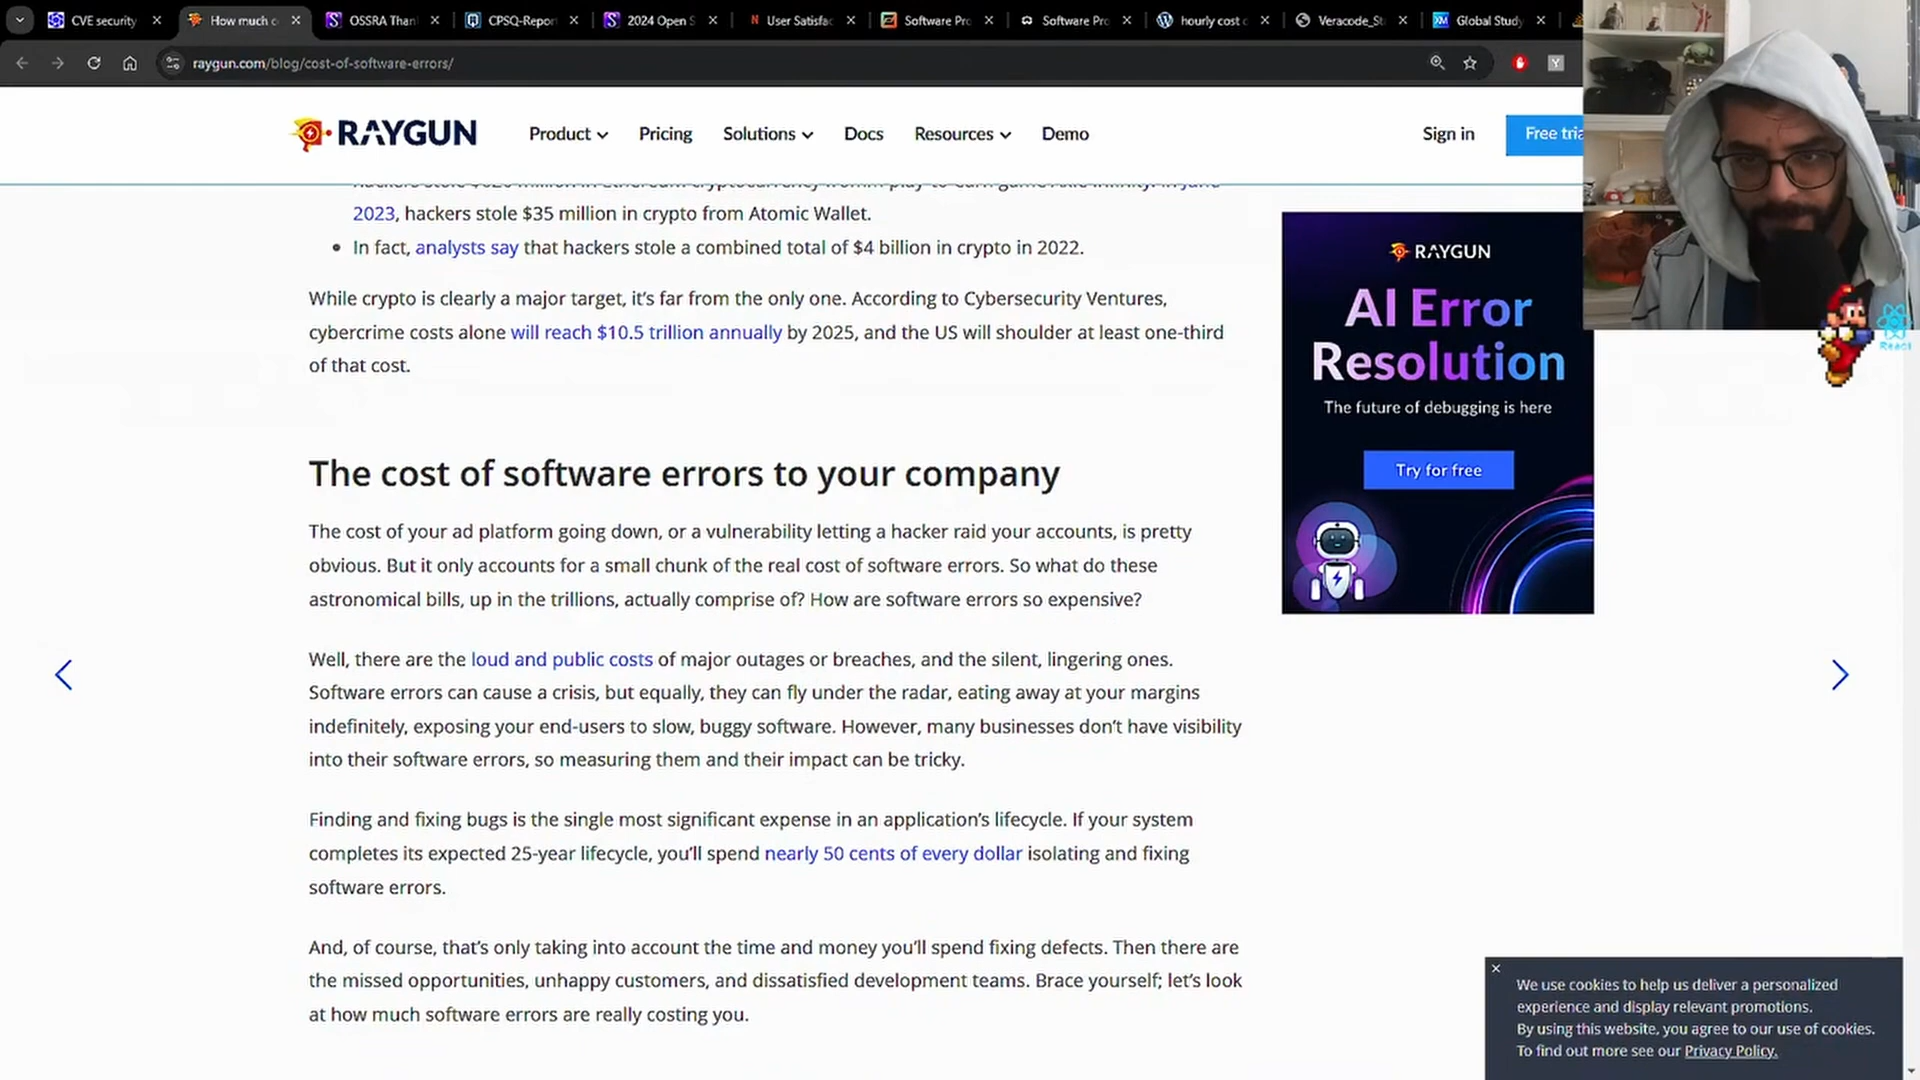 CVE security
How much c
OSSRA Than
CPSQ-Repor
2024 Open S
User Satisfac
Software Pro
Software Pro
hourly cost o
Veracode_St
Global Study
raygun.com/blog/cost-of-software-errors/
RAYGUN
Product
Pricing
Solutions
Docs
Resources
Demo
Sign in
Free tria
2023, hackers stole $35 million in crypto from Atomic Wallet.
• In fact, analysts say that hackers stole a combined total of $4 billion in crypto in 2022.
While crypto is clearly a major target, it's far from the only one. According to Cybersecurity Ventures,
cybercrime costs alone will reach $10.5 trillion annually by 2025, and the US will shoulder at least one-third
of that cost.
The cost of software errors to your company
The cost of your ad platform going down, or a vulnerability letting a hacker raid your accounts, is pretty
obvious. But it only accounts for a small chunk of the real cost of software errors. So what do these
astronomical bills, up in the trillions, actually comprise of? How are software errors so expensive?
Well, there are the loud and public costs of major outages or breaches, and the silent, lingering ones.
Software errors can cause a crisis, but equally, they can fly under the radar, eating away at your margins
indefinitely, exposing your end-users to slow, buggy software. However, many businesses don't have visibility
into their software errors, so measuring them and their impact can be tricky.
Finding and fixing bugs is the single most significant expense in an application's lifecycle. If your system
completes its expected 25-year lifecycle, you'll spend nearly 50 cents of every dollar isolating and fixing
software errors.
And, of course, that's only taking into account the time and money you'll spend fixing defects. Then there are
the missed opportunities, unhappy customers, and dissatisfied development teams. Brace yourself; let's look
at how much software errors are really costing you.
RAYGUN
AI Error
Resolution
The future of debugging is here
Try for free
React
We use cookies to help us deliver a personalized
experience and display relevant promotions.
By using this website, you agree to our use of cookies.
To find out more see our Privacy Policy.